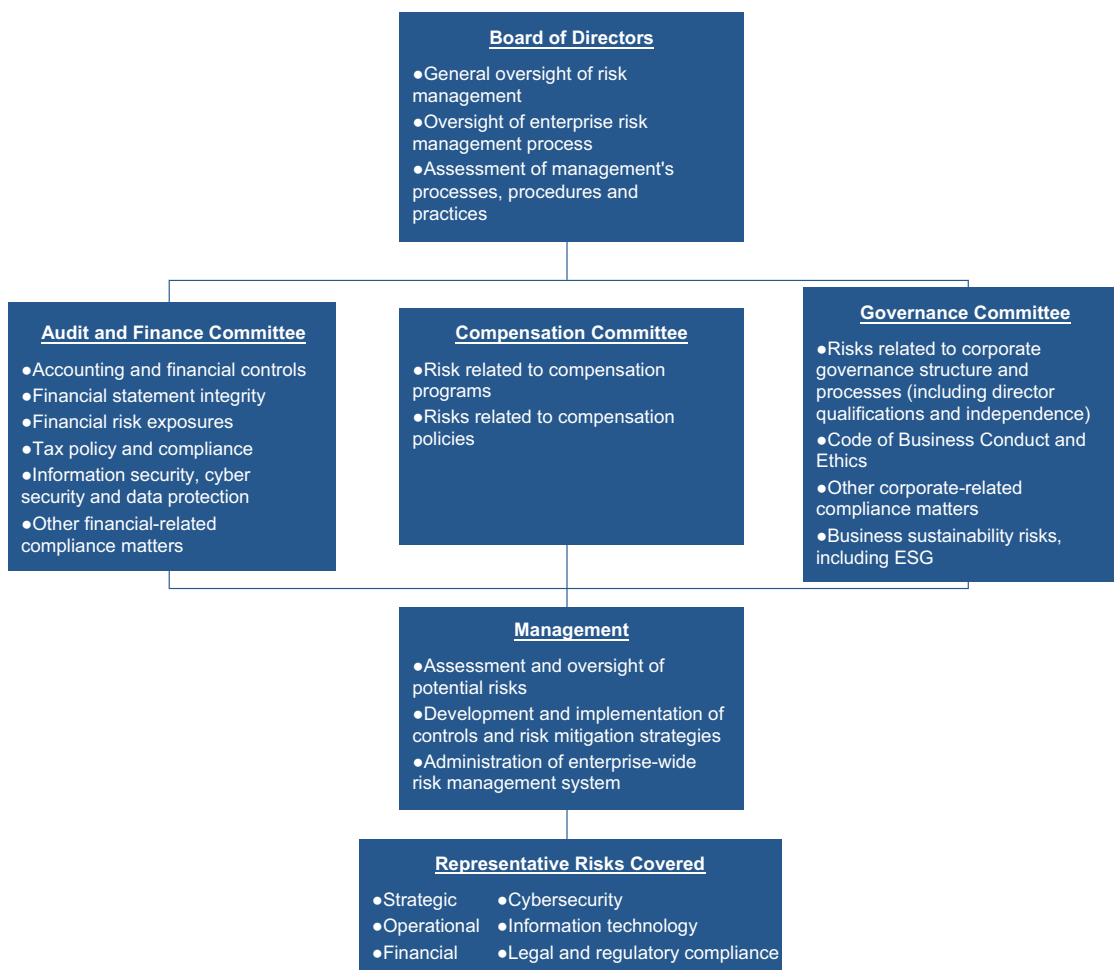 Board of Directors
●General oversight of risk
management
●Oversight of enterprise risk
management process
●Assessment of management's
processes, procedures and
practices
Audit and Finance Committee
●Accounting and financial controls
●Financial statement integrity
●Financial risk exposures
●Tax policy and compliance
●Information security, cyber
security and data protection
●Other financial-related
compliance matters
Compensation Committee
●Risk related to compensation
programs
●Risks related to compensation
policies
Governance Committee
●Risks related to corporate
governance structure and
processes (including director
qualifications and independence)
●Code of Business Conduct and
Ethics
●Other corporate-related
compliance matters
●Business sustainability risks,
including ESG
Management
●Assessment and oversight of
potential risks
●Development and implementation of
controls and risk mitigation strategies
●Administration of enterprise-wide
risk management system
Representative Risks Covered
●Strategic ●Cybersecurity
●Operational ●Information technology
●Financial ●Legal and regulatory compliance